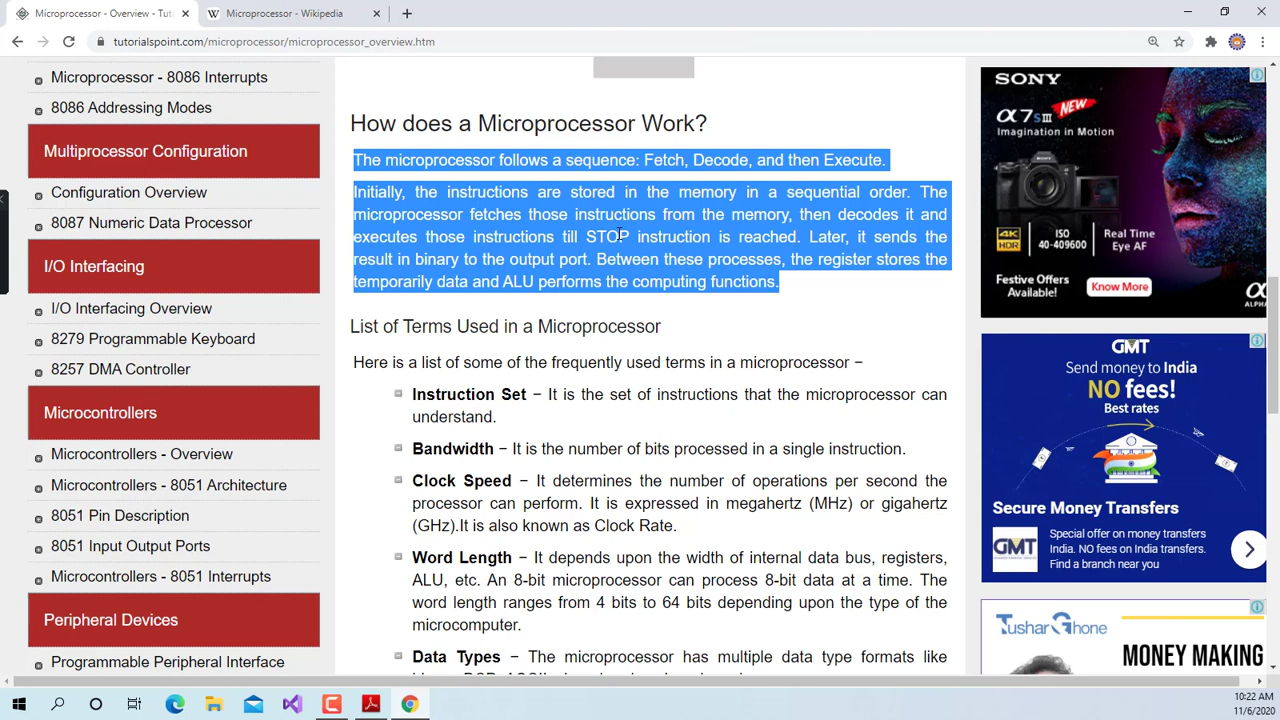 Microprocessor - Overview - Tut
Microprocessor - Wikipedia
tutorialspoint.com/microprocessor/microprocessor_overview.htm
Microprocessor - 8086 Interrupts
8086 Addressing Modes
Multiprocessor Configuration
Configuration Overview
8087 Numeric Data Processor
I/O Interfacing
I/O Interfacing Overview
8279 Programmable Keyboard
8257 DMA Controller
Microcontrollers
Microcontrollers - Overview
Microcontrollers - 8051 Architecture
8051 Pin Description
8051 Input Output Ports
Microcontrollers - 8051 Interrupts
Peripheral Devices
Programmable Peripheral Interface
How does a Microprocessor Work?
The microprocessor follows a sequence: Fetch, Decode, and then Execute.
Initially, the instructions are stored in the memory in a sequential order. The
microprocessor fetches those instructions from the memory, then decodes it and
executes those instructions till STOP instruction is reached. Later, it sends the
result in binary to the output port. Between these processes, the register stores the
temporarily data and ALU performs the computing functions.
List of Terms Used in a Microprocessor
Here is a list of some of the frequently used terms in a microprocessor −
Instruction Set − It is the set of instructions that the microprocessor can
understand.
Bandwidth − It is the number of bits processed in a single instruction.
Clock Speed − It determines the number of operations per second the
processor can perform. It is expressed in megahertz (MHz) or gigahertz
(GHz).It is also known as Clock Rate.
Word Length − It depends upon the width of internal data bus, registers,
ALU, etc. An 8-bit microprocessor can process 8-bit data at a time. The
word length ranges from 4 bits to 64 bits depending upon the type of the
microcomputer.
Data Types − The microprocessor has multiple data type formats like
SONY
α7SIII NEW
Imagination in Motion
4K HDR
ISO
40-409600
Real Time
Eye AF
Festive Offers
Available!
Know More
ALPHA
GMT
Send money to India
NO fees!
Best rates
Secure Money Transfers
GMT
Special offer on money transfers
India. NO fees on India transfers.
Find a branch near you
TusharGhone
MONEY MAKING
10:22 AM
11/6/2020